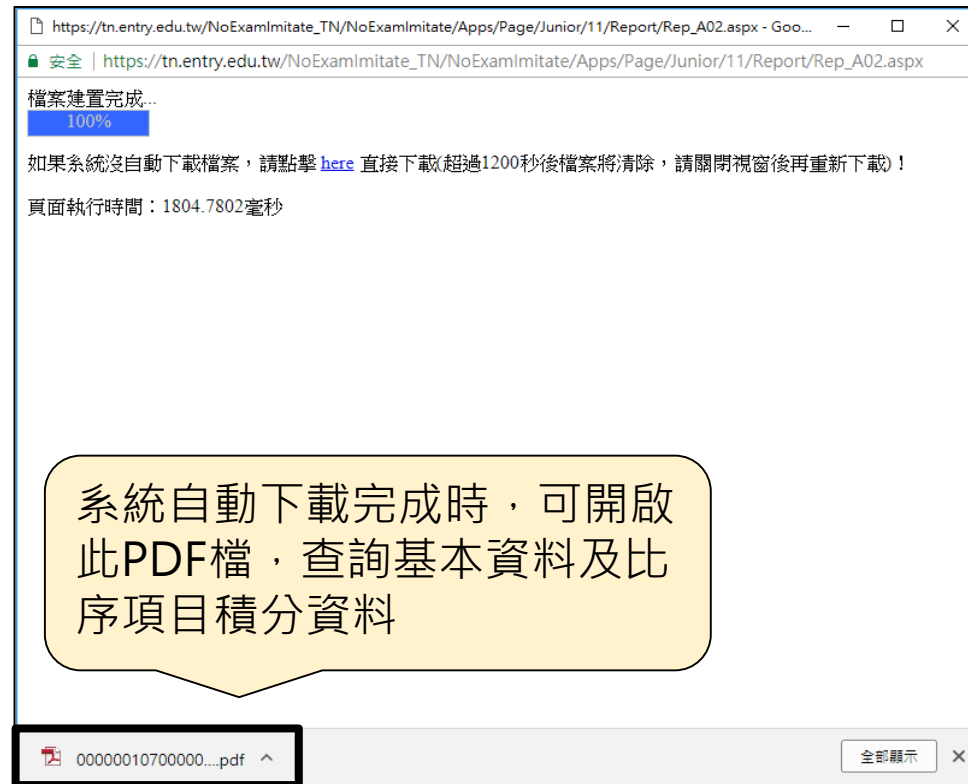 https://tn.entry.edu.tw/NoExamImitate_TN/NoExamImitate/Apps/Page/Junior/11/Report/Rep_A02.aspx - Goo...
安全 | https://tn.entry.edu.tw/NoExamImitate_TN/NoExamImitate/Apps/Page/Junior/11/Report/Rep_A02.aspx
檔案建置完成...
100%
如果系統沒自動下載檔案，請點擊 here 直接下載(超過1200秒後檔案將清除，請關閉視窗後再重新下載)！
頁面執行時間：1804.7802毫秒
系統自動下載完成時，可開啟
此PDF檔，查詢基本資料及比
序項目積分資料
00000010700000....pdf
全部顯示